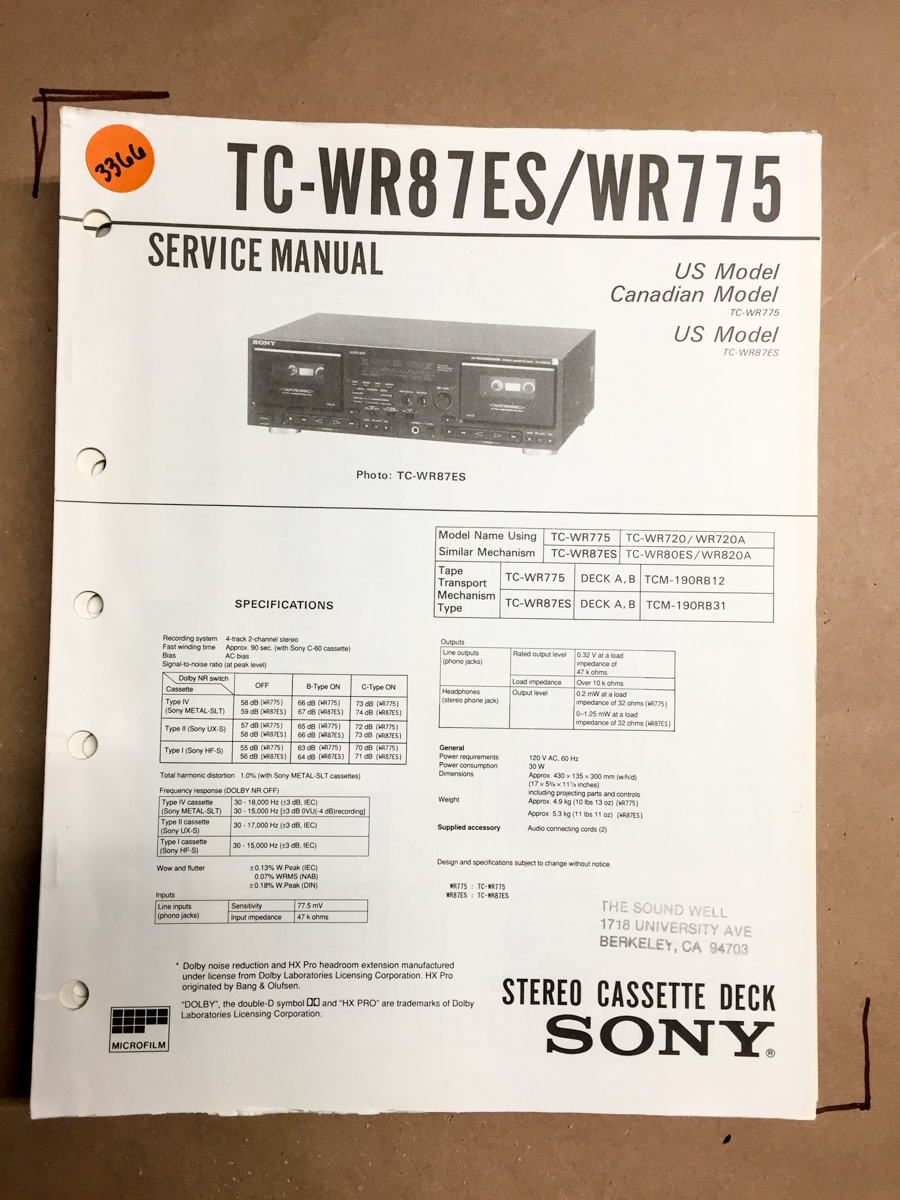 3366
TC-WR87ES/WR775
SERVICE MANUAL
US Model
Canadian Model
TC-WR775
US Model
TC-WR87ES
SONY
Photo: TC-WR87ES
Model Name Using Similar Mechanism TC-WR775 TC-WR720/WR720A
TC-WR87ES TC-WR80ES/WR820A
Tape Transport Mechanism Type TC-WR775 DECK A, B TCM-190RB12
TC-WR87ES DECK A, B TCM-190RB31
SPECIFICATIONS
Recording system 4-track 2-channel stereo
Fast winding time Approx. 90 sec. (with Sony C-60 cassette)
Bias AC bias
Signal-to-noise ratio (at peak level)
Dolby NR switch
Cassette OFF B-Type ON C-Type ON
Type IV 58 dB (WR775) 66 dB (WR775) 73 dB (WR775)
(Sony METAL-SLT) 59 dB (WR87ES) 67 dB (WR87ES) 74 dB (WR87ES)
Type II (Sony UX-S) 57 dB (WR775) 65 dB (WR775) 72 dB (WR775)
58 dB (WR87ES) 66 dB (WR87ES) 73 dB (WR87ES)
Type I (Sony HF-S) 55 dB (WR775) 63 dB (WR775) 70 dB (WR775)
56 dB (WR87ES) 64 dB (WR87ES) 71 dB (WR87ES)
Total harmonic distortion 1.0% (with Sony METAL-SLT cassettes)
Frequency response (DOLBY NR OFF)
Type IV cassette 30 - 18,000 Hz (±3 dB, IEC)
(Sony METAL-SLT) 30 - 15,000 Hz [±3 dB 0VU(-4 dB)recording]
Type II cassette
(Sony UX-S) 30 - 17,000 Hz (±3 dB, IEC)
Type I cassette
(Sony HF-S) 30 - 15,000 Hz (±3 dB, IEC)
Wow and flutter ±0.13% W.Peak (IEC)
0.07% WRMS (NAB)
±0.18% W.Peak (DIN)
Inputs
Line inputs Sensitivity 77.5 mV
(phono jacks) Input impedance 47 k ohms
Outputs
Line outputs Rated output level 0.32 V at a load
(phono jacks) impedance of
47 k ohms
Load impedance Over 10 k ohms
Headphones Output level 0.2 mW at a load
(stereo phone jack) impedance of 32 ohms (WR775)
0–1.25 mW at a load
impedance of 32 ohms (WR87ES)
General
Power requirements 120 V AC, 60 Hz
Power consumption 30 W
Dimensions Approx. 430 × 135 × 300 mm (w/h/d)
(17 × 5 3/8 × 11 7/8 inches)
including projecting parts and controls
Weight Approx. 4.9 kg (10 lbs 13 oz) (WR775)
Approx. 5.3 kg (11 lbs 11 oz) (WR87ES)
Supplied accessory Audio connecting cords (2)
Design and specifications subject to change without notice.
WR775 : TC-WR775
WR87ES : TC-WR87ES
THE SOUND WELL
1718 UNIVERSITY AVE.
BERKELEY, CA 94703
* Dolby noise reduction and HX Pro headroom extension manufactured
under license from Dolby Laboratories Licensing Corporation. HX Pro
originated by Bang & Olufsen.
"DOLBY", the double-D symbol and "HX PRO" are trademarks of Dolby
Laboratories Licensing Corporation.
MICROFILM
STEREO CASSETTE DECK
SONY®